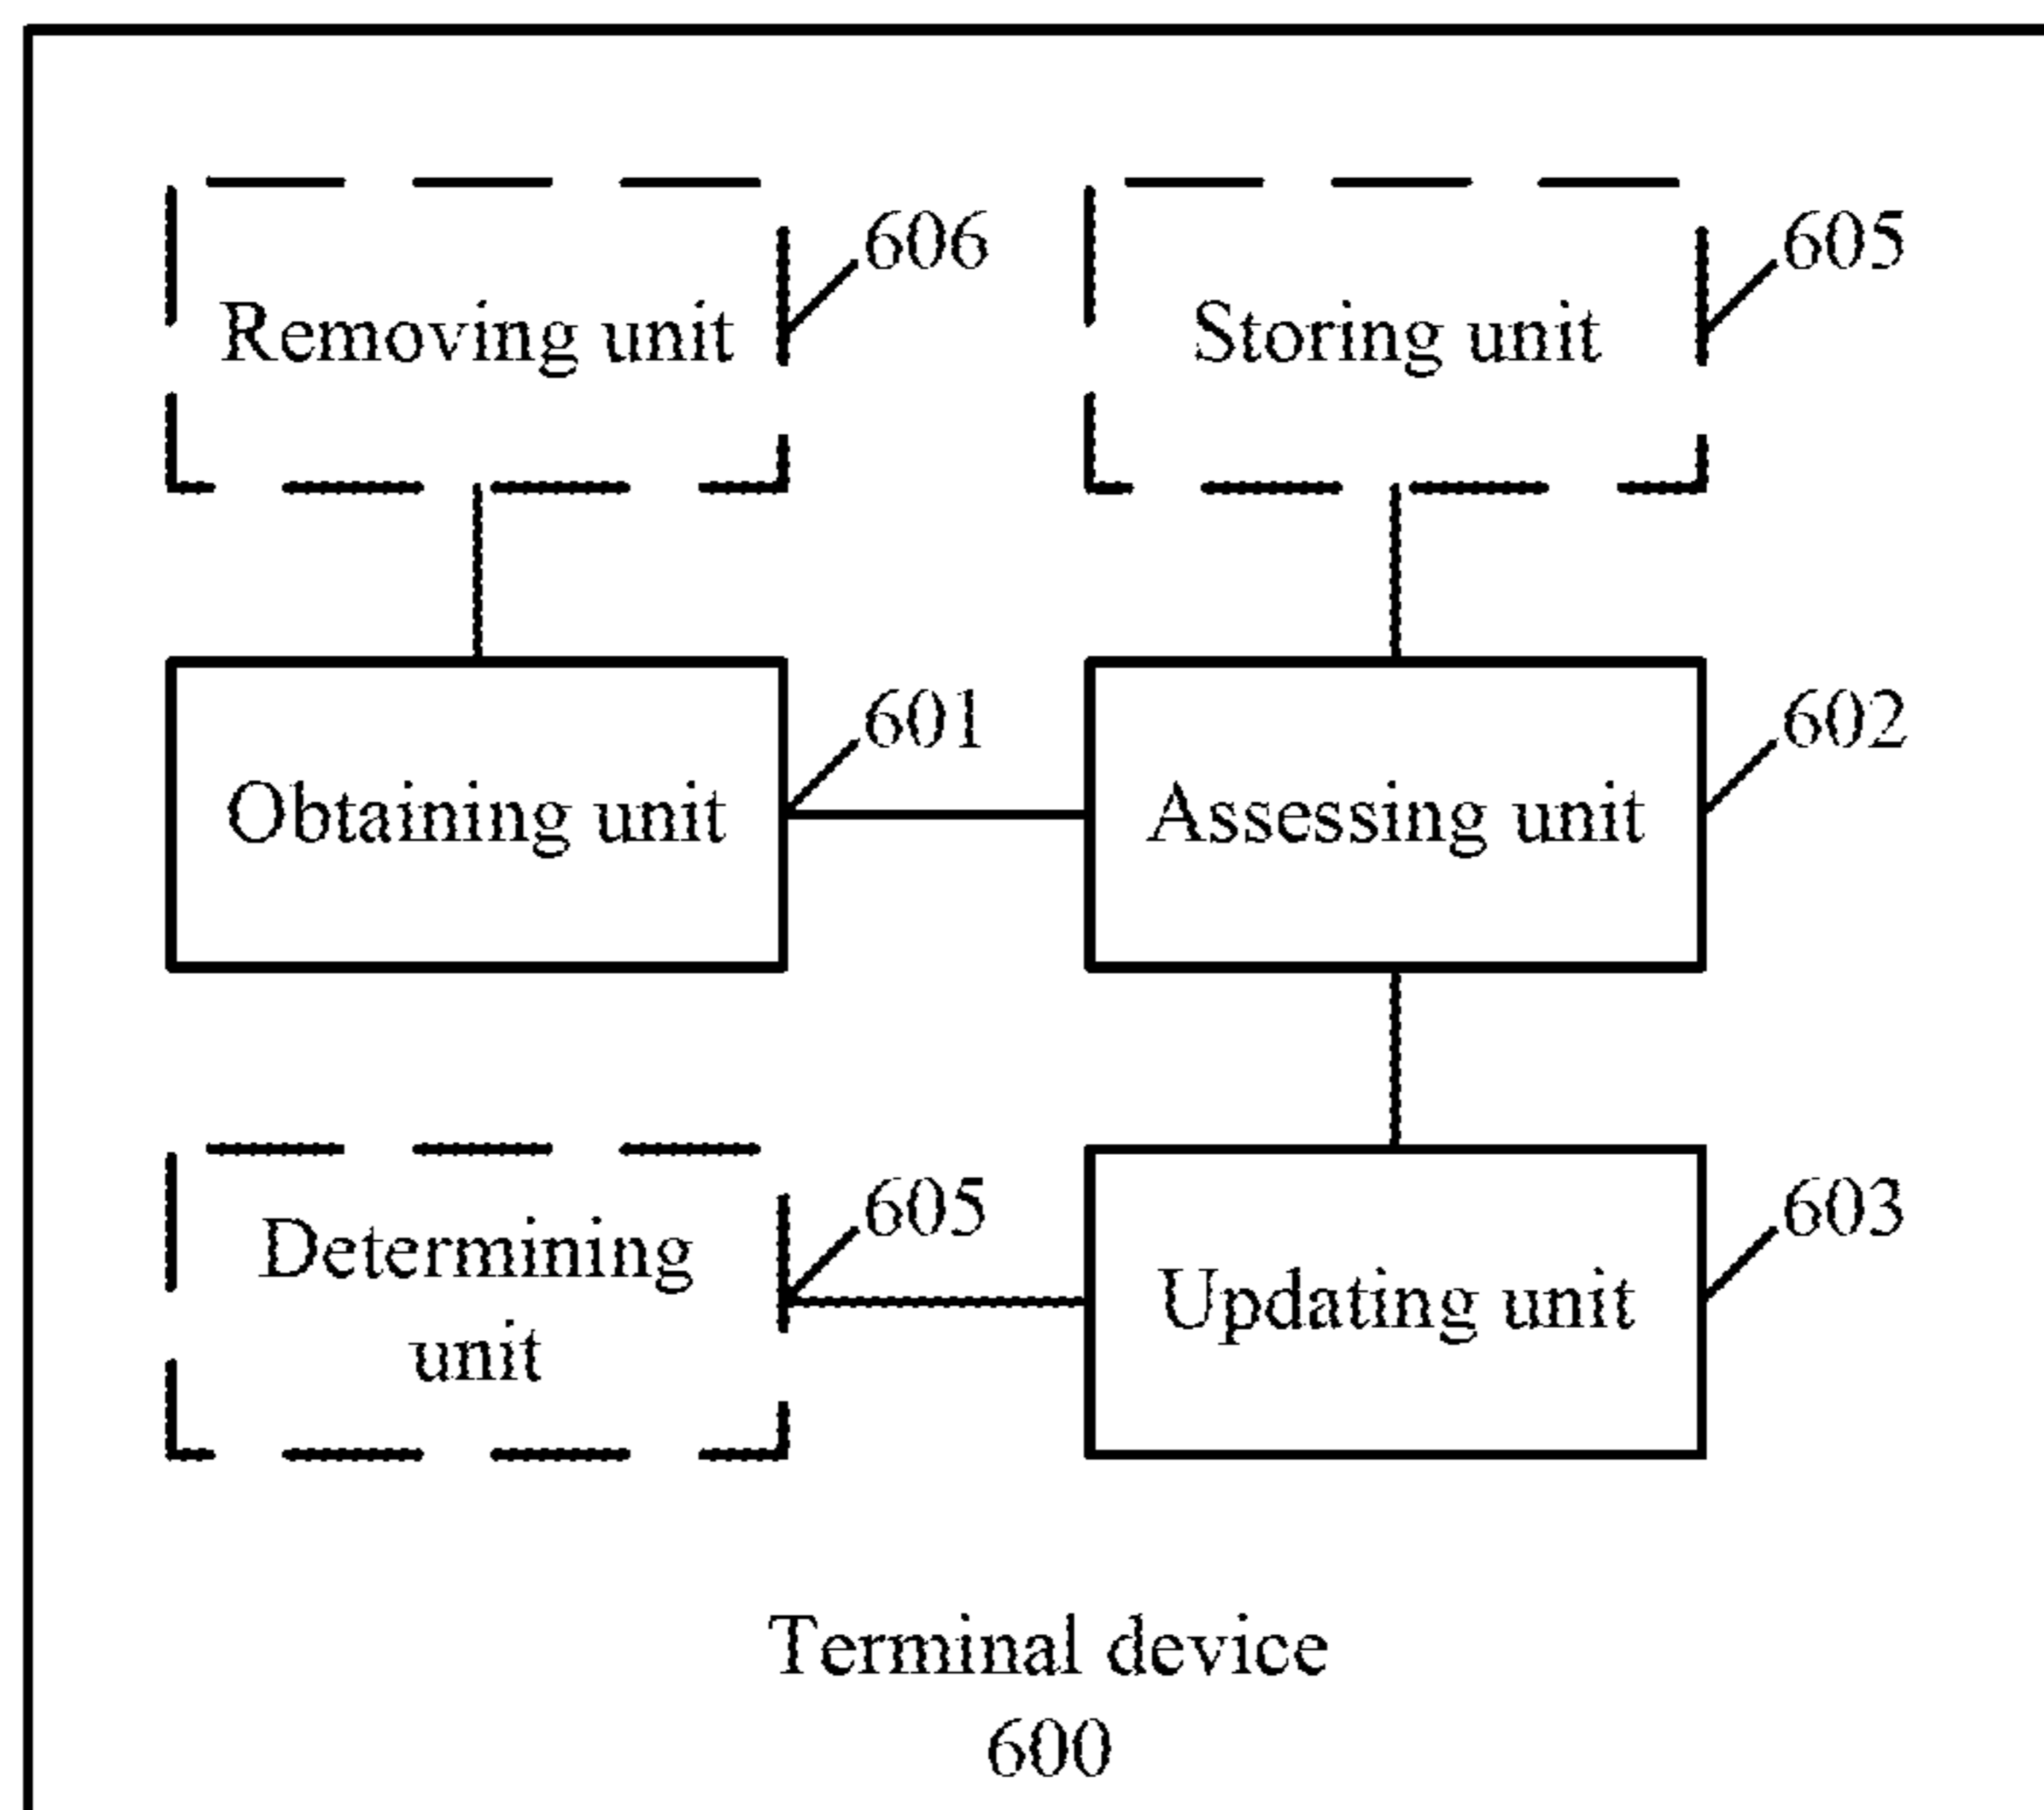 606
605
Removing unit
Storing unit
601
602
Obtaining unit
Assessing unit
605
603
Determining
unit
Updating unit
Terminal device
600